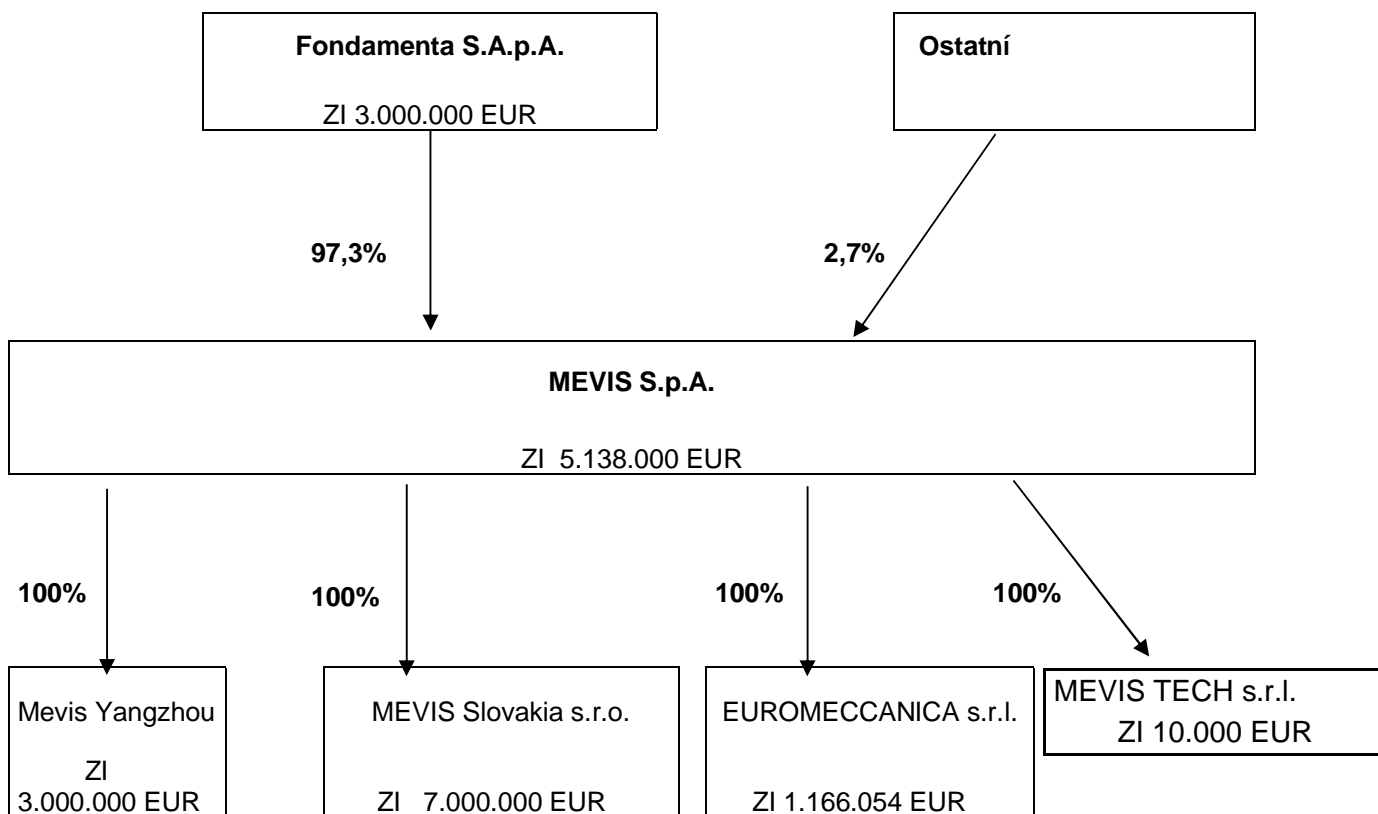 Fondamenta S.A.p.A.
ZI 3.000.000 EUR
Ostatní
97,3%
2,7%
MEVIS S.p.A.
ZI 5.138.000 EUR
100%
100%
100%
100%
Mevis Yangzhou
ZI
3.000.000 EUR
MEVIS Slovakia s.r.o.
ZI 7.000.000 EUR
EUROMECCANICA s.r.l.
ZI 1.166.054 EUR
MEVIS TECH s.r.l.
ZI 10.000 EUR